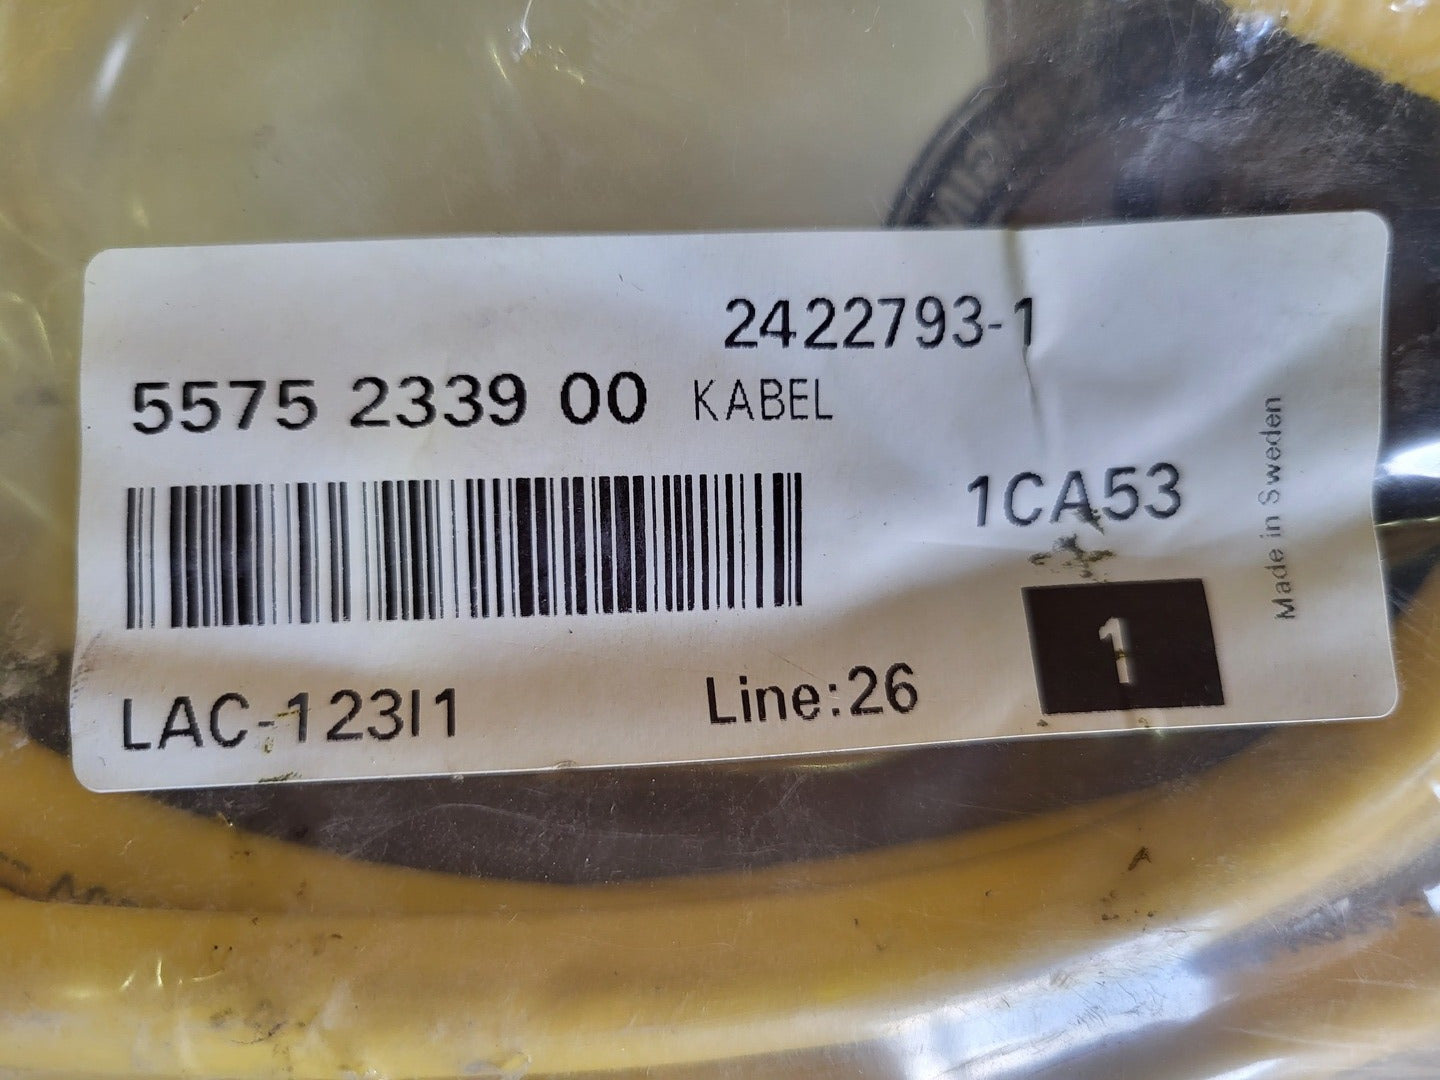 2422793-1
5575 2339 00 KABEL
1CA53
Made in Sweden
1
LAC-123I1 Line:26